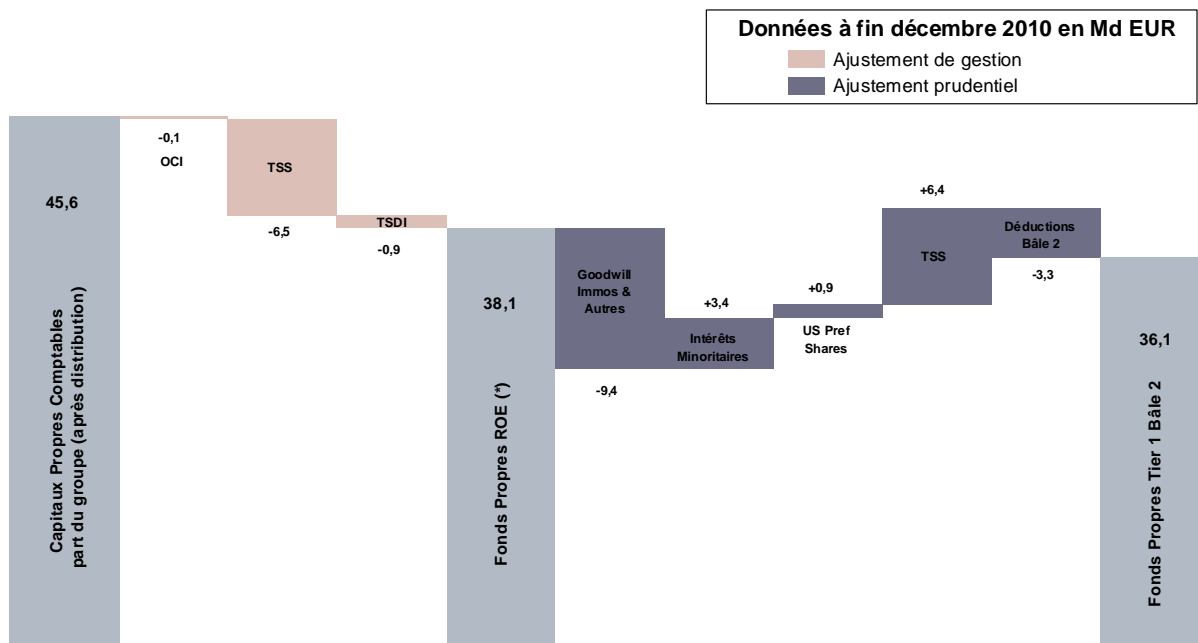 Données à fin décembre 2010 en Md EUR
Ajustement de gestion
Ajustement prudentiel
45,6
Capitaux Propres Comptables
part du groupe (après distribution)
-0,1
OCI
TSS
-6,5
TSDI
-0,9
38,1
Fonds Propres ROE (*)
Goodwill
Immos &
Autres
-9,4
+3,4
Intérêts
Minoritaires
+0,9
US Pref
Shares
+6,4
TSS
Déductions
Bâle 2
-3,3
36,1
Fonds Propres Tier 1 Bâle 2